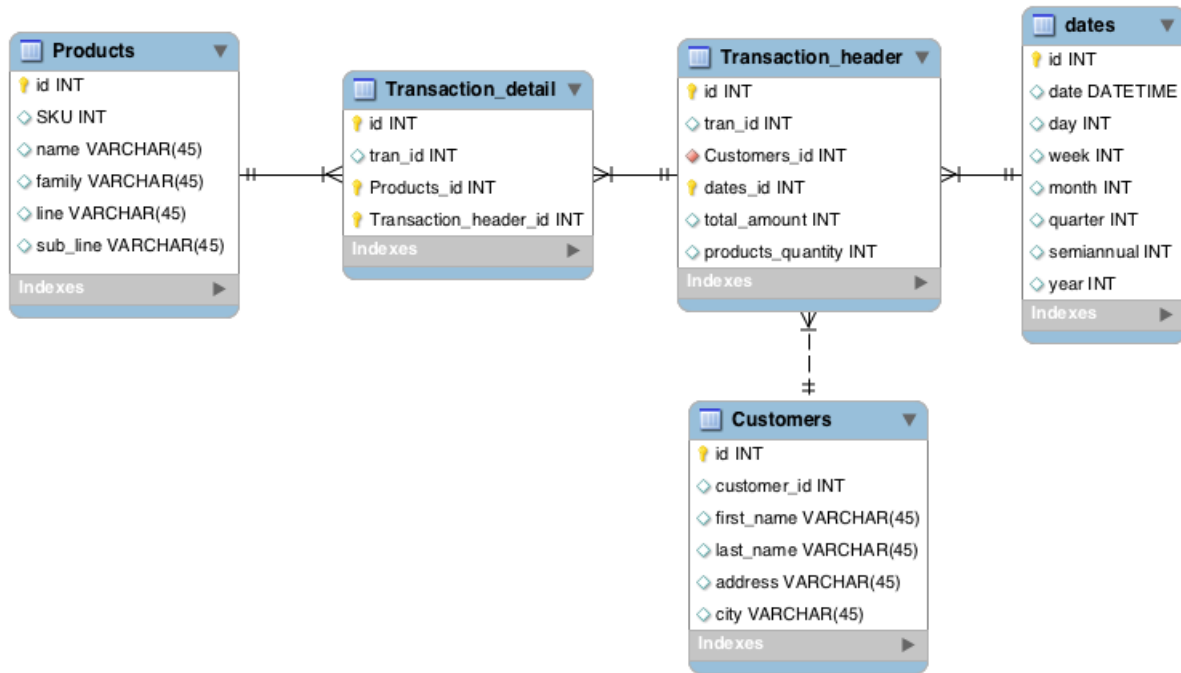 Products
id INT
SKU INT
name VARCHAR(45)
family VARCHAR(45)
line VARCHAR(45)
sub_line VARCHAR(45)
Indexes
Transaction_detail
id INT
tran_id INT
Products_id INT
Transaction_header_id INT
Indexes
Transaction_header
id INT
tran_id INT
Customers_id INT
dates_id INT
total_amount INT
products_quantity INT
Indexes
dates
id INT
date DATETIME
day INT
week INT
month INT
quarter INT
semiannual INT
year INT
Indexes
Customers
id INT
customer_id INT
first_name VARCHAR(45)
last_name VARCHAR(45)
address VARCHAR(45)
city VARCHAR(45)
Indexes